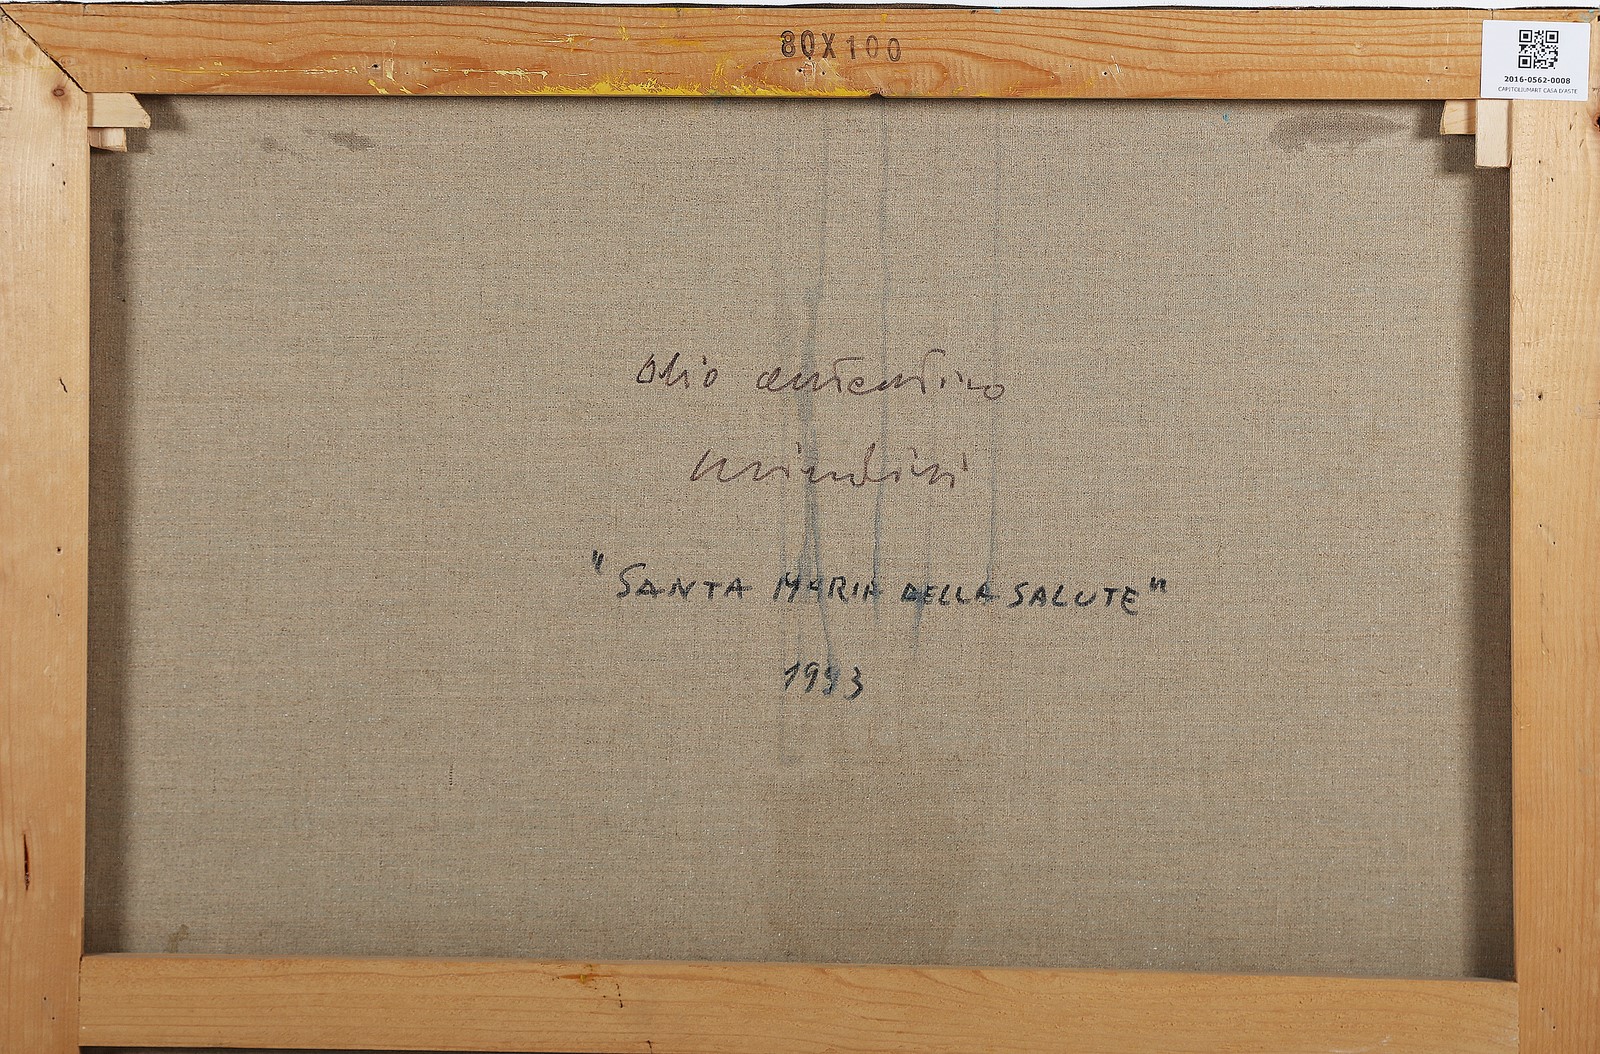 80X100
2016-0562-0008
CAPITOLIUMART CASA D'ASTE
olio autentico
"SANTA MARIA DELLA SALUTE"
1993